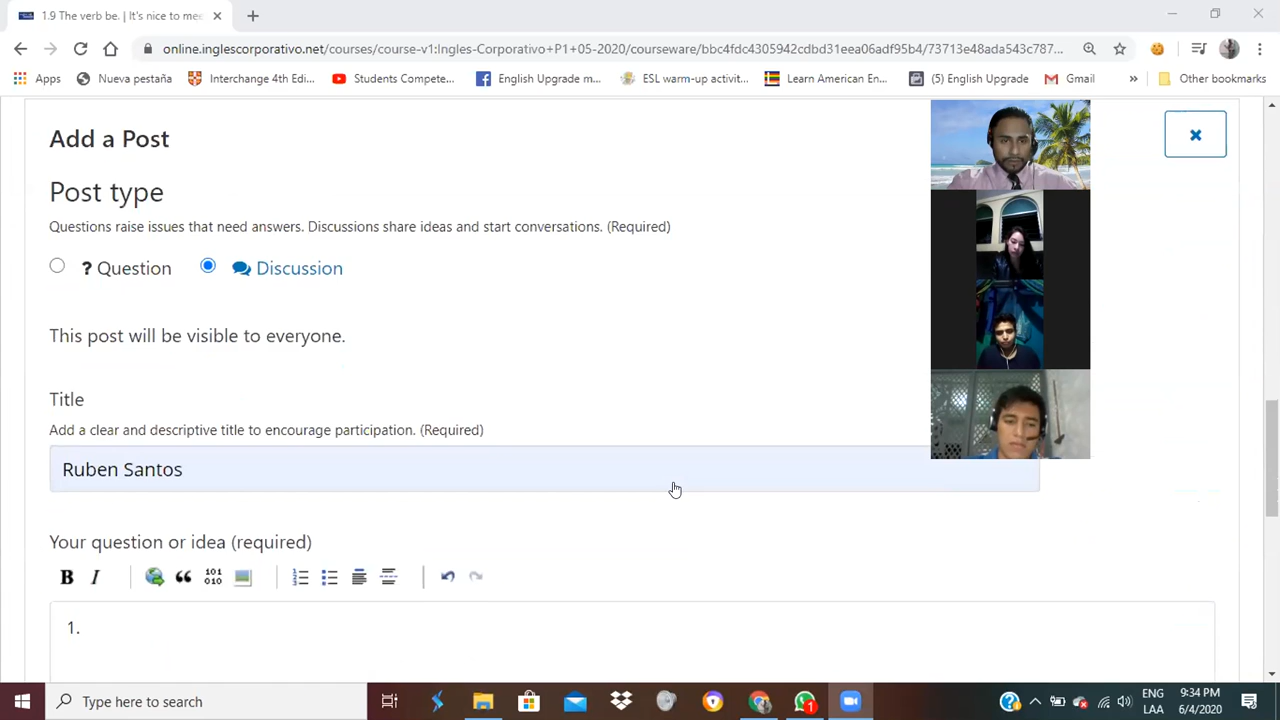 1.9 The verb be. | It's nice to mee
online.inglescorporativo.net/courses/course-v1:Ingles-Corporativo+P1+05-2020/courseware/bbc4fdc4305942cdbd31eea06adf95b4/73713e48ada543c787...
Apps Nueva pestaña Interchange 4th Edi... Students Compete... English Upgrade m... ESL warm-up activit... Learn American En... (5) English Upgrade Gmail » Other bookmarks
Add a Post
Post type
Questions raise issues that need answers. Discussions share ideas and start conversations. (Required)
? Question Discussion
This post will be visible to everyone.
Title
Add a clear and descriptive title to encourage participation. (Required)
Ruben Santos
Your question or idea (required)
B I 101 010
1.
Type here to search 1 ENG 9:34 PM
LAA 6/4/2020